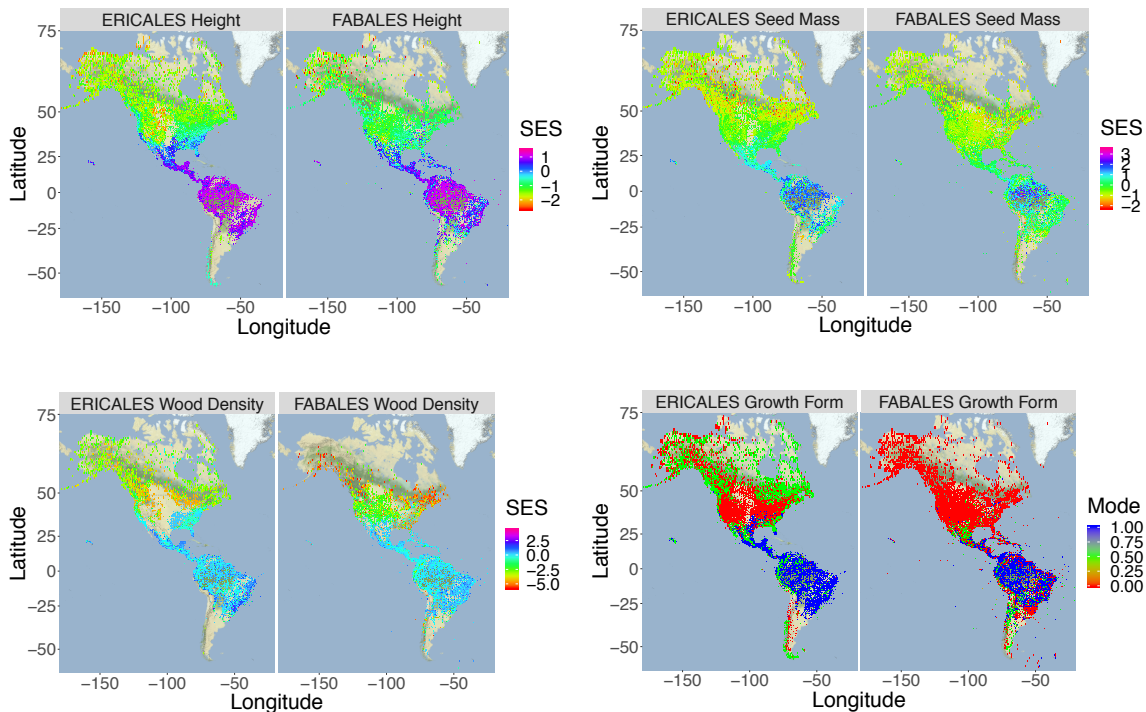 ERICALES Height FABALES Height
75
50
25
0
−25
−50
Latitude
−150 −100 −50 −150 −100 −50
Longitude
SES
1
0
−1
−2
ERICALES Seed Mass FABALES Seed Mass
75
50
25
0
−25
−50
Latitude
−150 −100 −50 −150 −100 −50
Longitude
SES
3
2
1
0
−1
−2
ERICALES Wood Density FABALES Wood Density
75
50
25
0
−25
−50
Latitude
−150 −100 −50 −150 −100 −50
Longitude
SES
2.5
0.0
−2.5
−5.0
ERICALES Growth Form FABALES Growth Form
75
50
25
0
−25
−50
Latitude
−150 −100 −50 −150 −100 −50
Longitude
Mode
1.00
0.75
0.50
0.25
0.00